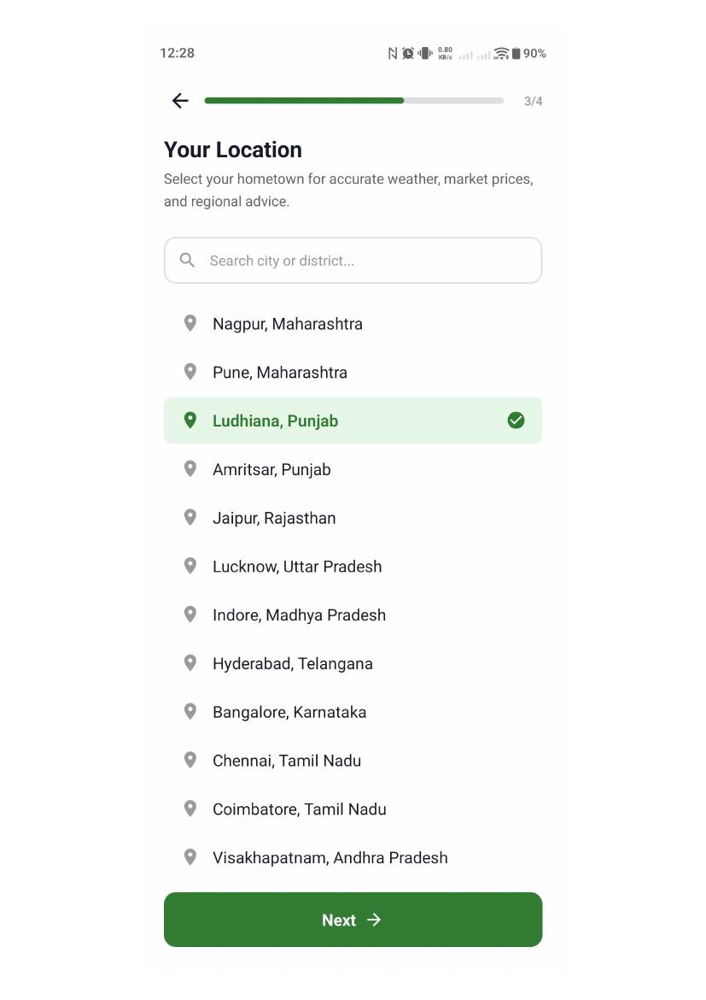 12:28
0.80
KB/s
90%
3/4
Your Location
Select your hometown for accurate weather, market prices,
and regional advice.
Search city or district...
Nagpur, Maharashtra
Pune, Maharashtra
Ludhiana, Punjab
Amritsar, Punjab
Jaipur, Rajasthan
Lucknow, Uttar Pradesh
Indore, Madhya Pradesh
Hyderabad, Telangana
Bangalore, Karnataka
Chennai, Tamil Nadu
Coimbatore, Tamil Nadu
Visakhapatnam, Andhra Pradesh
Next